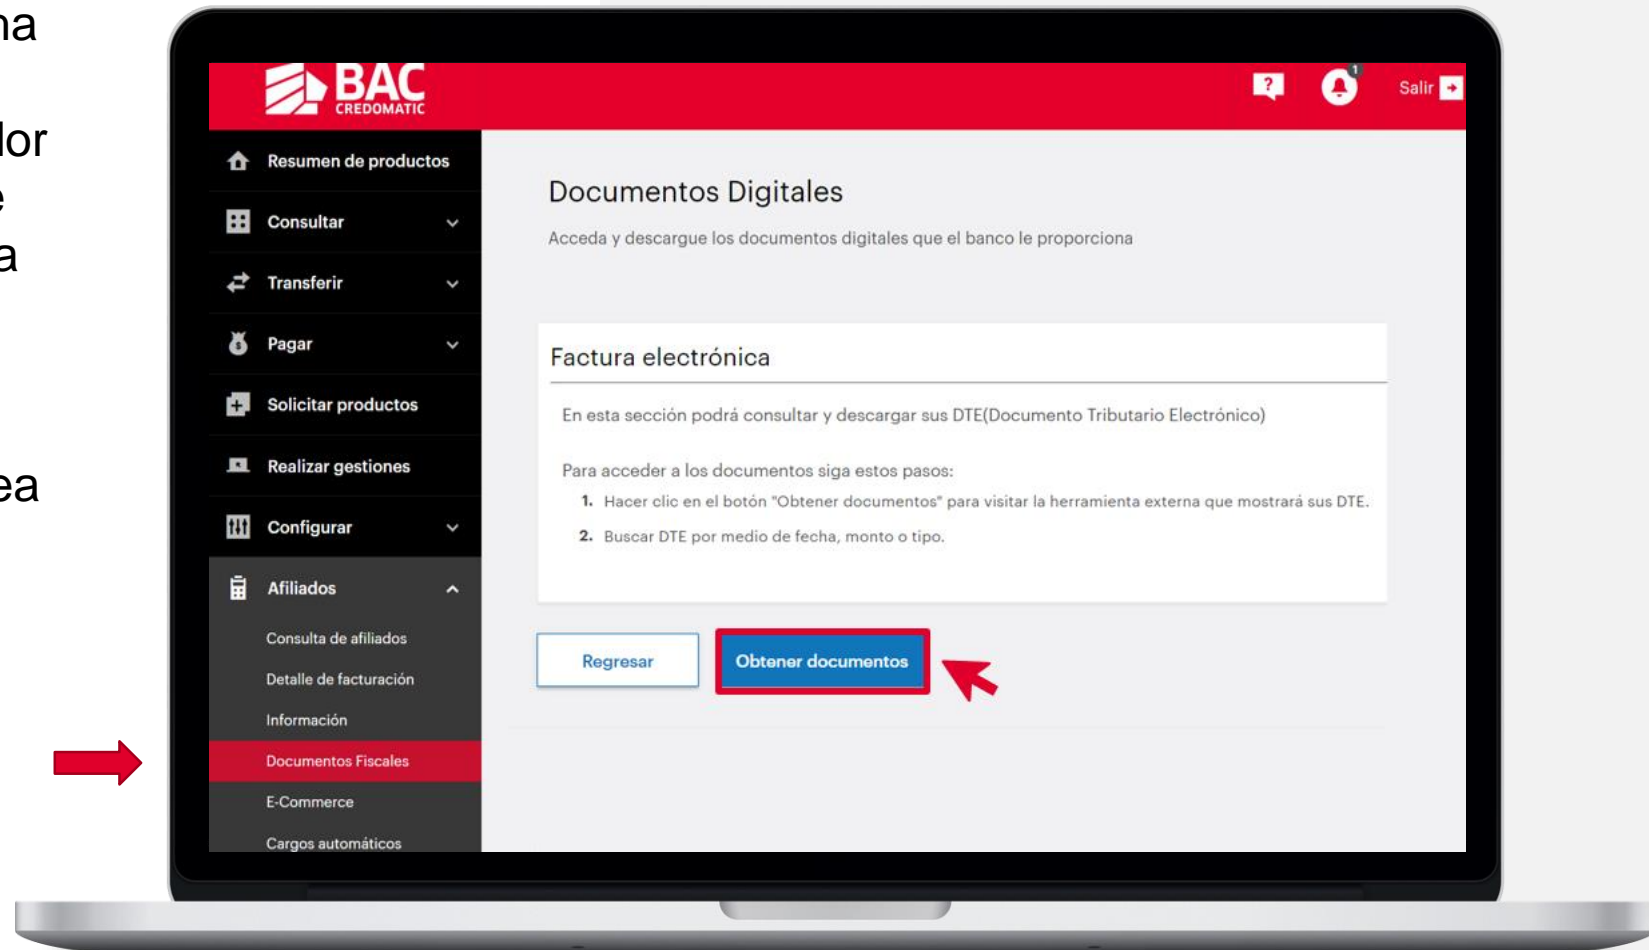 na
lor
e
a
ea
BAC
CREDOMATIC
?
1
Salir
Resumen de productos
Consultar
Transferir
Pagar
Solicitar productos
Realizar gestiones
Configurar
Afiliados
Consulta de afiliados
Detalle de facturación
Información
Documentos Fiscales
E-Commerce
Cargos automáticos
Documentos Digitales
Acceda y descargue los documentos digitales que el banco le proporciona
Factura electrónica
En esta sección podrá consultar y descargar sus DTE(Documento Tributario Electrónico)
Para acceder a los documentos siga estos pasos:
1. Hacer clic en el botón "Obtener documentos" para visitar la herramienta externa que mostrará sus DTE.
2. Buscar DTE por medio de fecha, monto o tipo.
Regresar
Obtener documentos